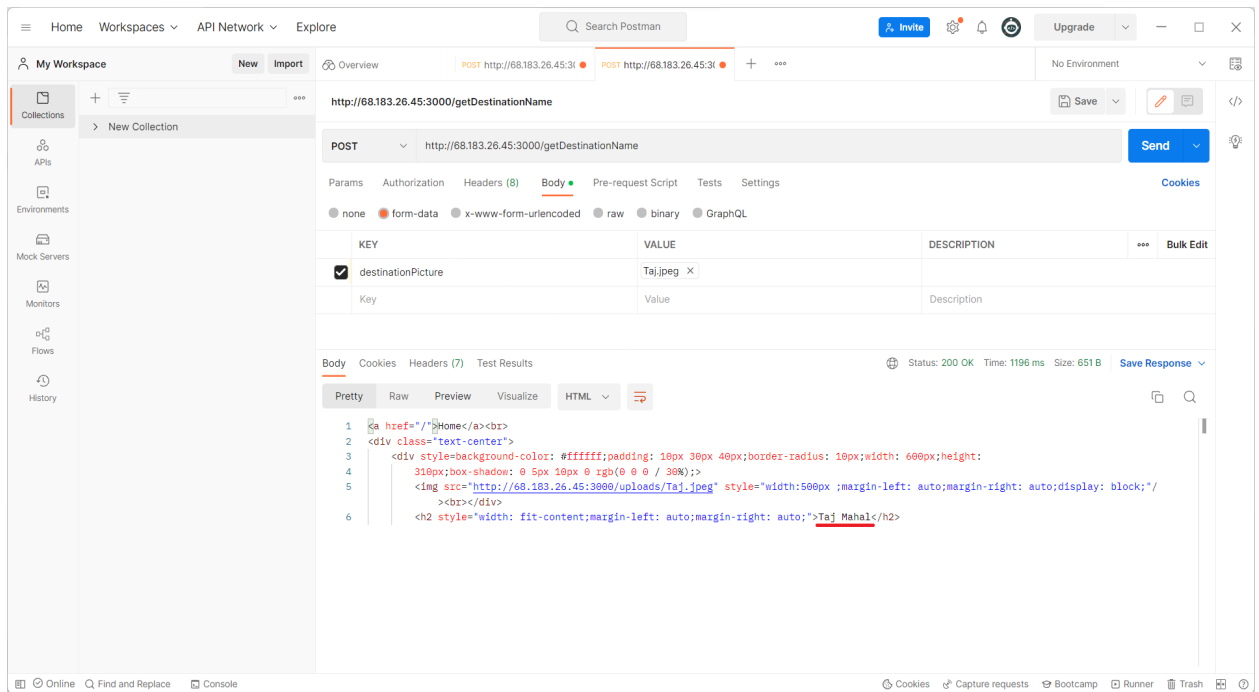 Home Workspaces API Network Explore Search Postman Invite Upgrade
My Workspace New Import Overview POST http://68.183.26.45:3( POST http://68.183.26.45:3( No Environment
Collections
APIs
Environments
Mock Servers
Monitors
Flows
History
New Collection
http://68.183.26.45:3000/getDestinationName Save
POST http://68.183.26.45:3000/getDestinationName Send
Params Authorization Headers (8) Body Pre-request Script Tests Settings Cookies
none form-data x-www-form-urlencoded raw binary GraphQL
KEY VALUE DESCRIPTION Bulk Edit
destinationPicture Taj.jpeg
Key Value Description
Body Cookies Headers (7) Test Results Status: 200 OK Time: 1196 ms Size: 651 B Save Response
Pretty Raw Preview Visualize HTML
1 <a href="/">Home</a><br>
2 <div class="text-center">
3 <div style=background-color: #ffffff;padding: 10px 30px 40px;border-radius: 10px;width: 600px;height:
4 310px;box-shadow: 0 5px 10px 0 rgb(0 0 0 / 30%);>
5 <img src="http://68.183.26.45:3000/uploads/Taj.jpeg" style="width:500px ;margin-left: auto;margin-right: auto;display: block;"/
><br></div>
6 <h2 style="width: fit-content;margin-left: auto;margin-right: auto;">Taj Mahal</h2>
Online Find and Replace Console Cookies Capture requests Bootcamp Runner Trash